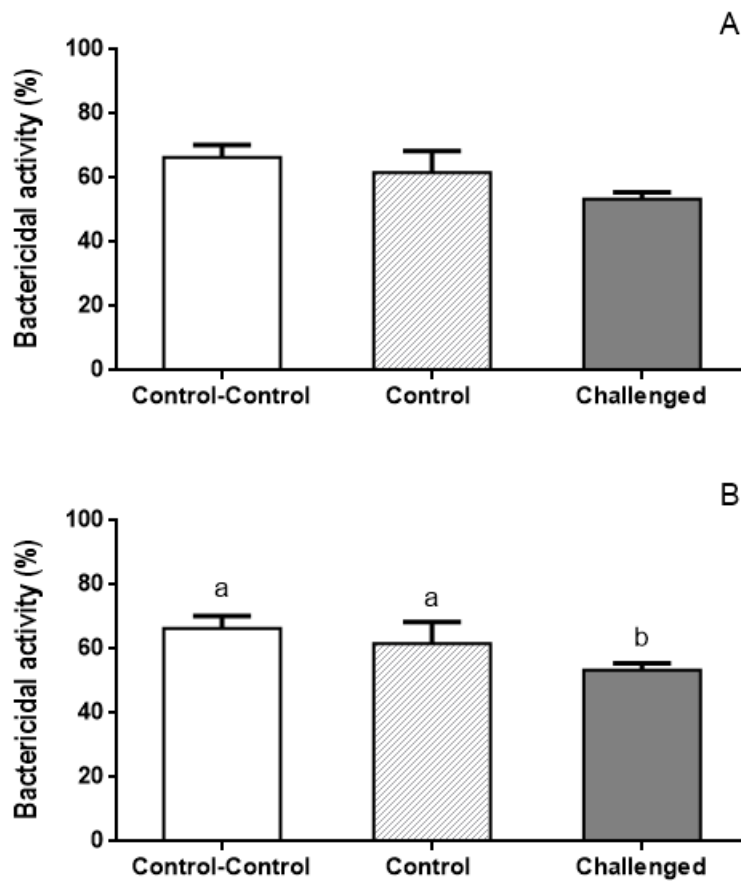 A
Bactericidal activity (%)
100
80
60
40
20
0
Control-Control Control Challenged
B
Bactericidal activity (%)
100
80
60
40
20
0
a a b
Control-Control Control Challenged